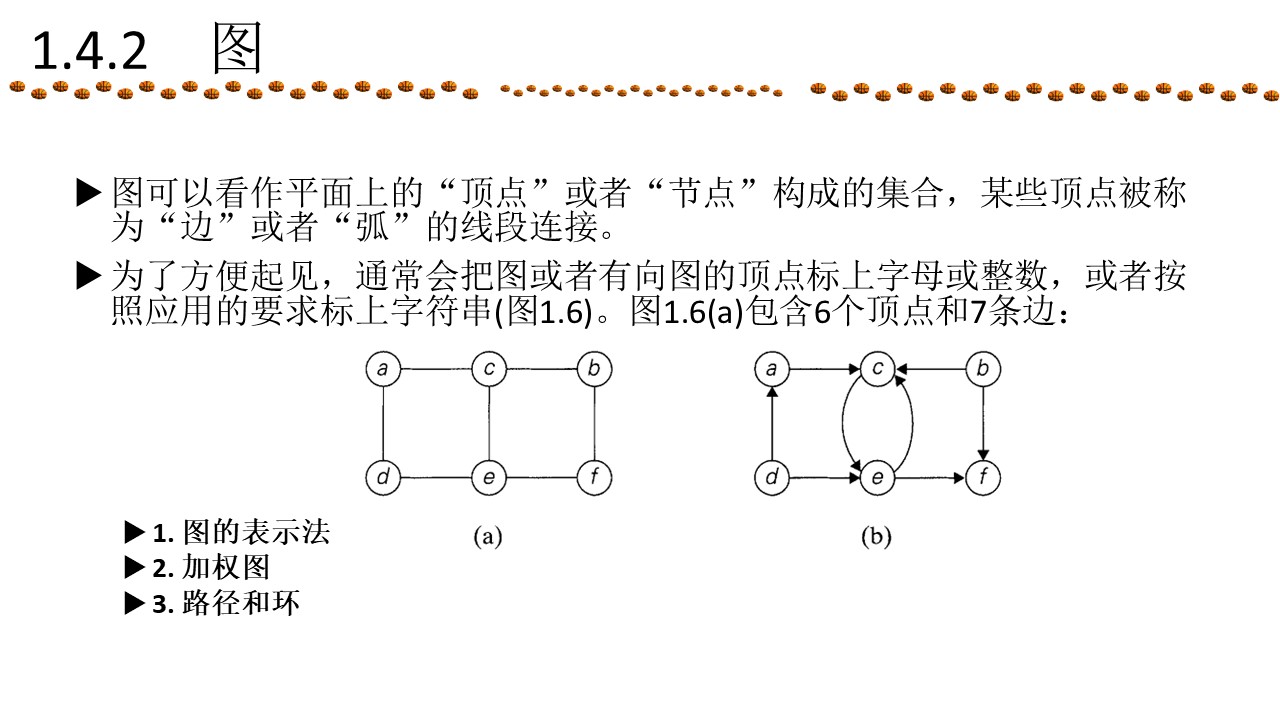 1.4.2 图
▶ 图可以看作平面上的“顶点”或者“节点”构成的集合，某些顶点被称
为“边”或者“弧”的线段连接。
▶ 为了方便起见，通常会把图或者有向图的顶点标上字母或整数，或者按
照应用的要求标上字符串(图1.6)。图1.6(a)包含6个顶点和7条边：
a c b a c b
d e f d e f
(a) (b)
▶ 1. 图的表示法
▶ 2. 加权图
▶ 3. 路径和环